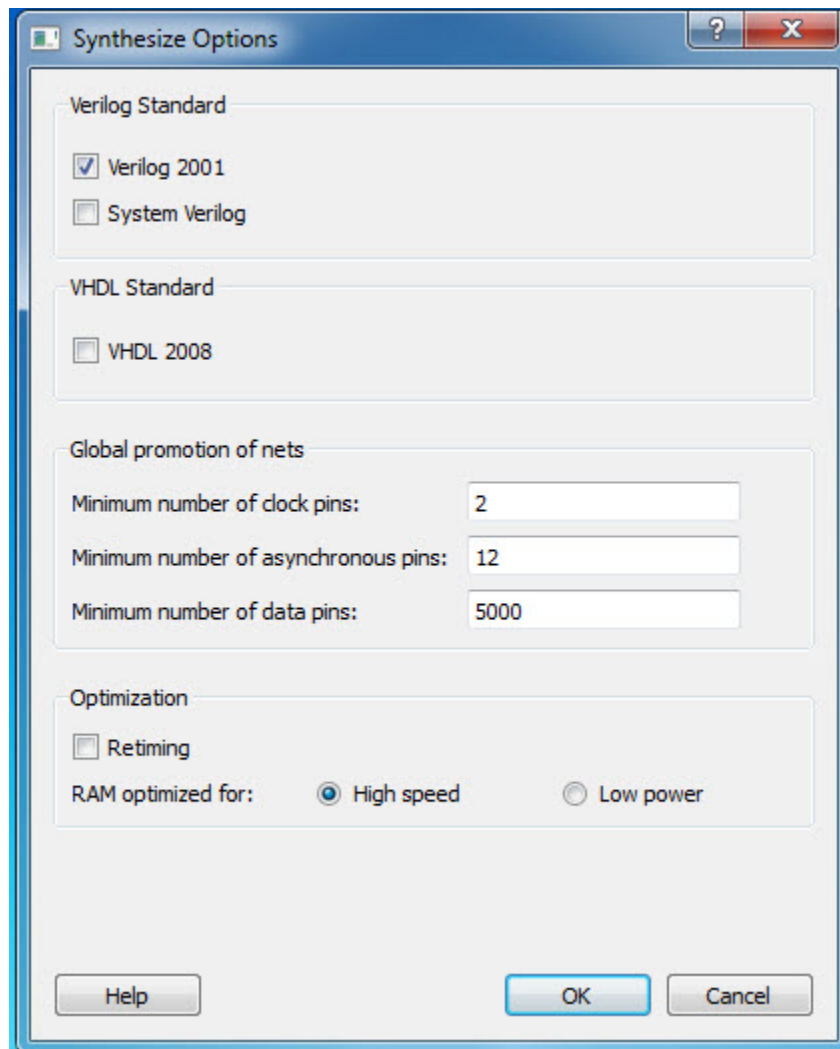 Synthesize Options
?
X
Verilog Standard
Verilog 2001
System Verilog
VHDL Standard
VHDL 2008
Global promotion of nets
Minimum number of clock pins: 2
Minimum number of asynchronous pins: 12
Minimum number of data pins: 5000
Optimization
Retiming
RAM optimized for: High speed Low power
Help OK Cancel